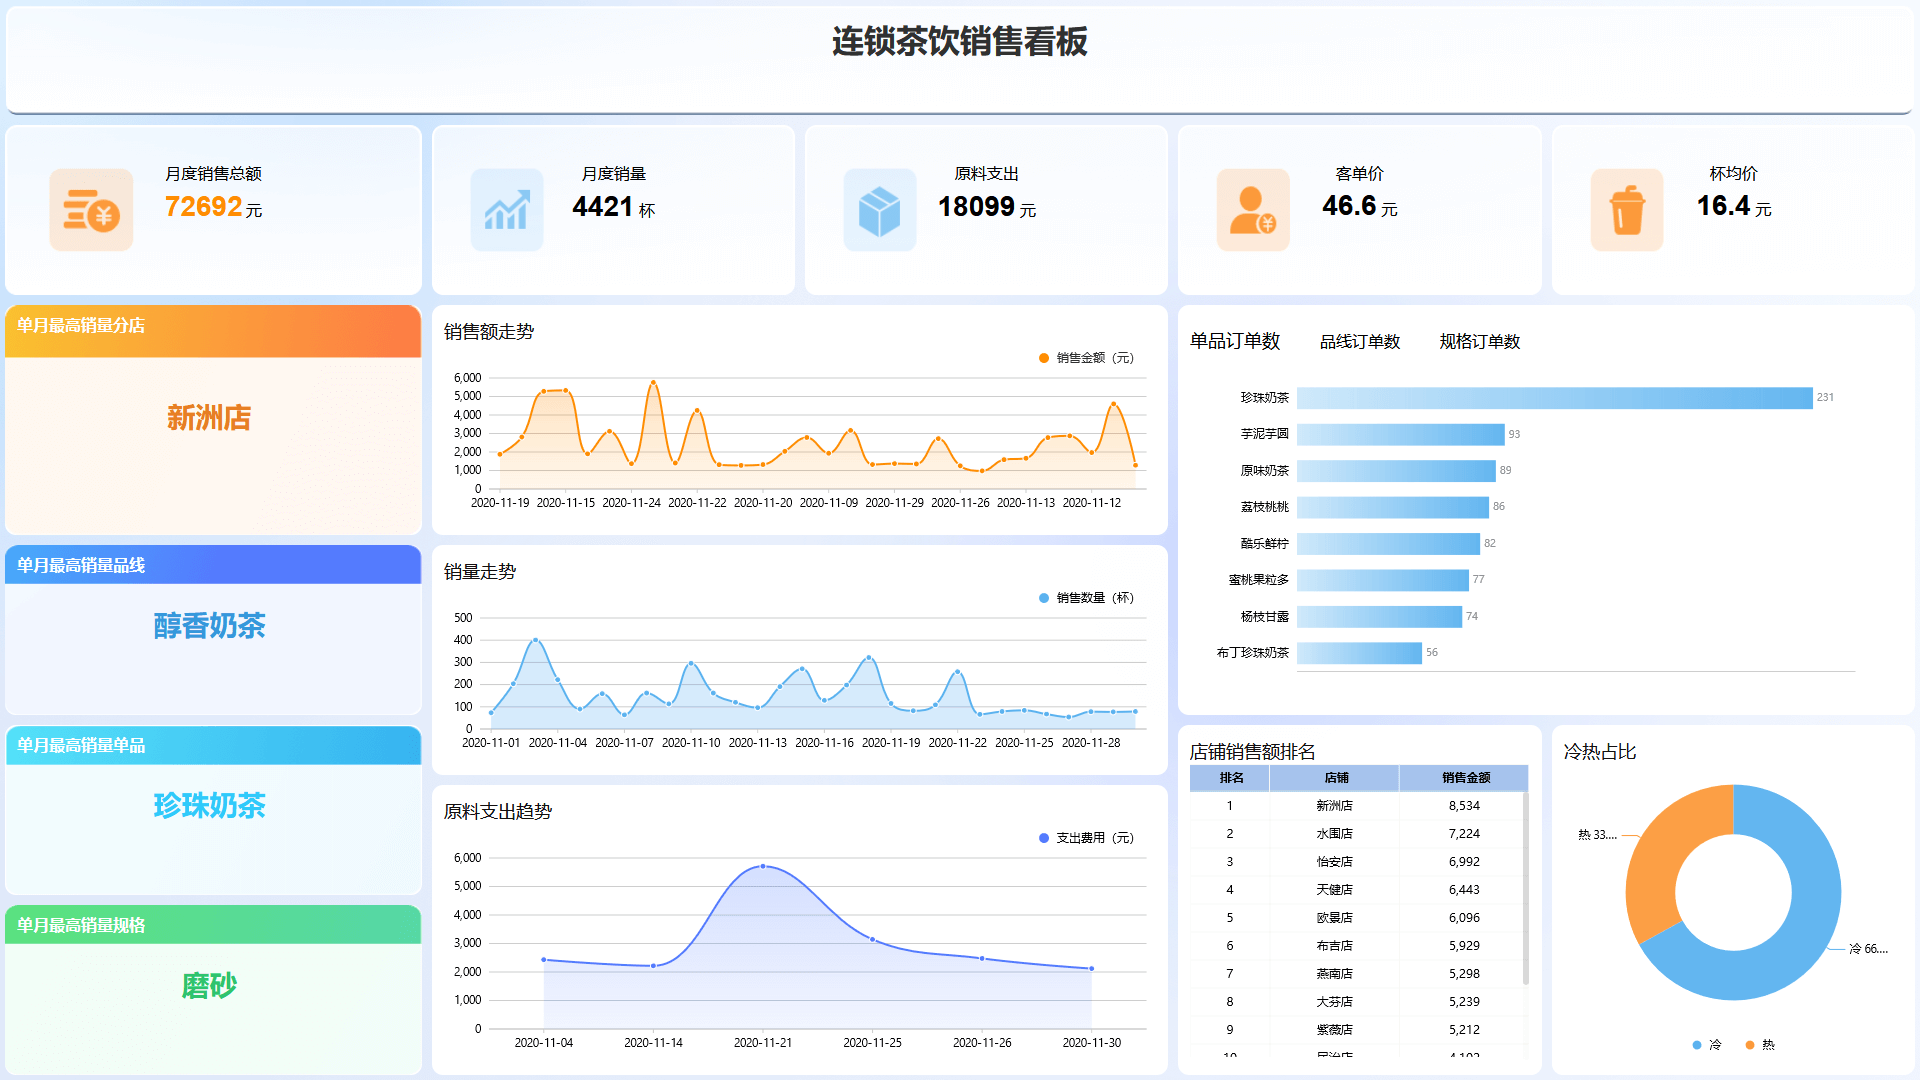 连锁茶饮销售看板
月度销售总额
72692元
月度销量
4421 杯
原料支出
18099 元
客单价
46.6 元
杯均价
16.4 元
单月最高销量分店
新洲店
单月最高销量品线
醇香奶茶
单月最高销量单品
珍珠奶茶
单月最高销量规格
磨砂
销售额走势
销售金额（元）
6,000
5,000
4,000
3,000
2,000
1,000
0
2020-11-19 2020-11-15 2020-11-24 2020-11-22 2020-11-20 2020-11-09 2020-11-29 2020-11-26 2020-11-13 2020-11-12
销量走势
销售数量（杯）
500
400
300
200
100
0
2020-11-01 2020-11-04 2020-11-07 2020-11-10 2020-11-13 2020-11-16 2020-11-19 2020-11-22 2020-11-25 2020-11-28
原料支出趋势
支出费用（元）
6,000
5,000
4,000
3,000
2,000
1,000
0
2020-11-04 2020-11-14 2020-11-21 2020-11-25 2020-11-26 2020-11-30
单品订单数 品线订单数 规格订单数
珍珠奶茶 231
芋泥芋圆 93
原味奶茶 89
荔枝桃桃 86
酷乐鲜柠 82
蜜桃果粒多 77
杨枝甘露 74
布丁珍珠奶茶 56
店铺销售额排名
排名 店铺 销售金额
1 新洲店 8,534
2 水围店 7,224
3 怡安店 6,992
4 天健店 6,443
5 欧景店 6,096
6 布吉店 5,929
7 燕南店 5,298
8 大芬店 5,239
9 紫薇店 5,212
冷热占比
热 33....
冷 66....
冷 热